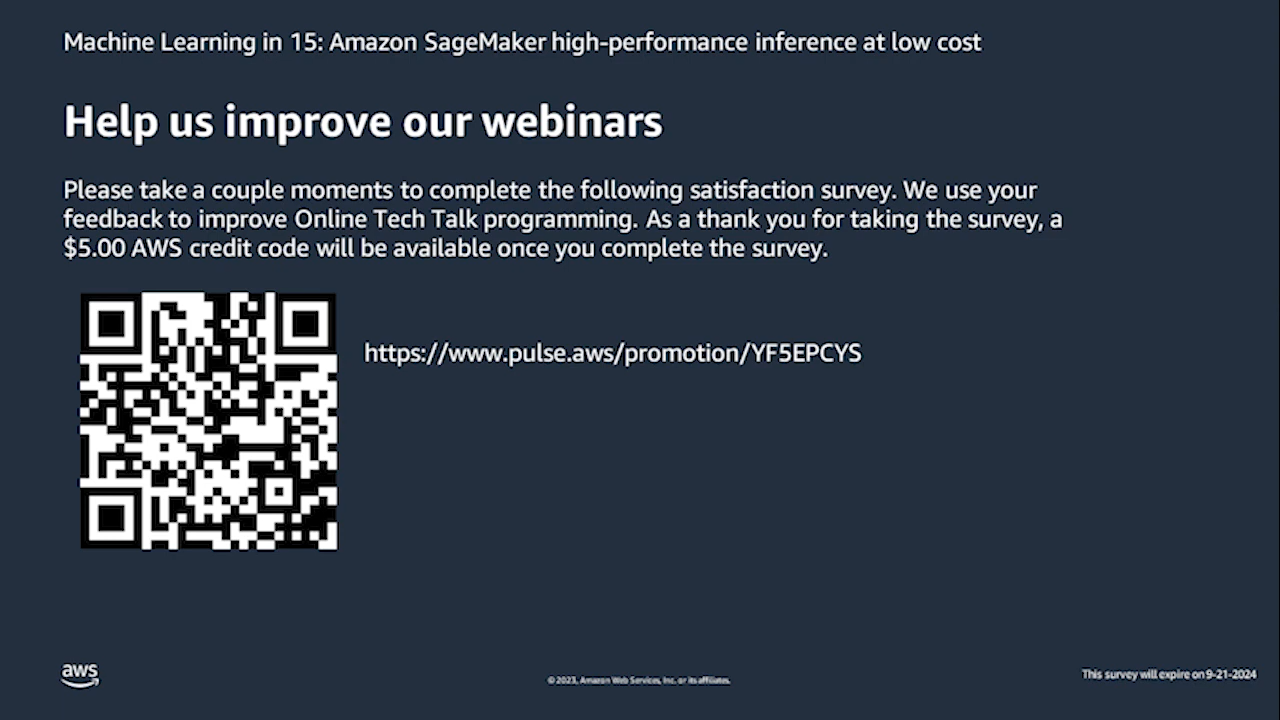 Machine Learning in 15: Amazon SageMaker high-performance inference at low cost
Help us improve our webinars
Please take a couple moments to complete the following satisfaction survey. We use your
feedback to improve Online Tech Talk programming. As a thank you for taking the survey, a
$5.00 AWS credit code will be available once you complete the survey.
https://www.pulse.aws/promotion/YF5EPCYS
aws
© 2023, Amazon Web Services, Inc. or its affiliates.
This survey will expire on 9-21-2024